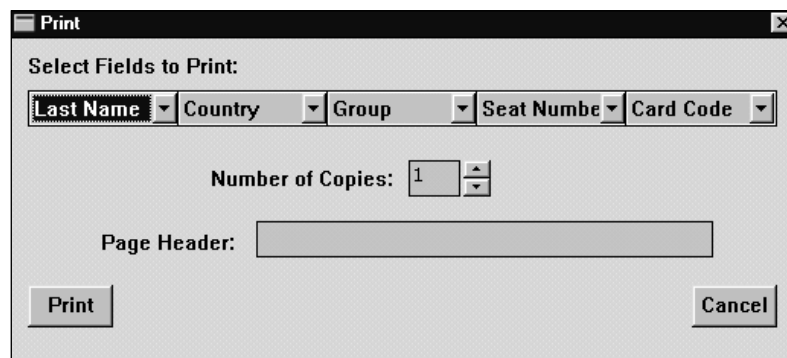 Print
Select Fields to Print:
Last Name Country Group Seat Numbe Card Code
Number of Copies: 1
Page Header:
Print Cancel